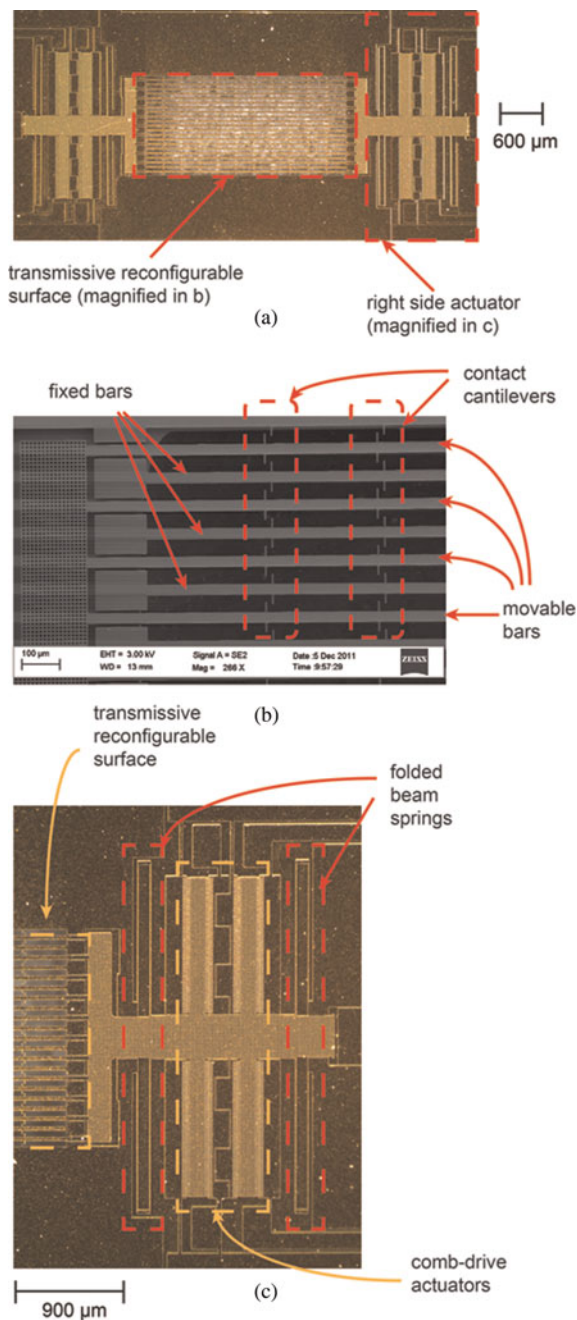 600 µm
transmissive reconfigurable
surface (magnified in b)
right side actuator
(magnified in c)
(a)
fixed bars
contact
cantilevers
movable
bars
100 µm
EHT = 3.00 kV
WD = 13 mm
Signal A = SE2
Mag = 266 X
Date :5 Dec 2011
Time :9:57:29
ZEISS
(b)
transmissive
reconfigurable
surface
folded
beam
springs
comb-drive
actuators
900 µm
(c)